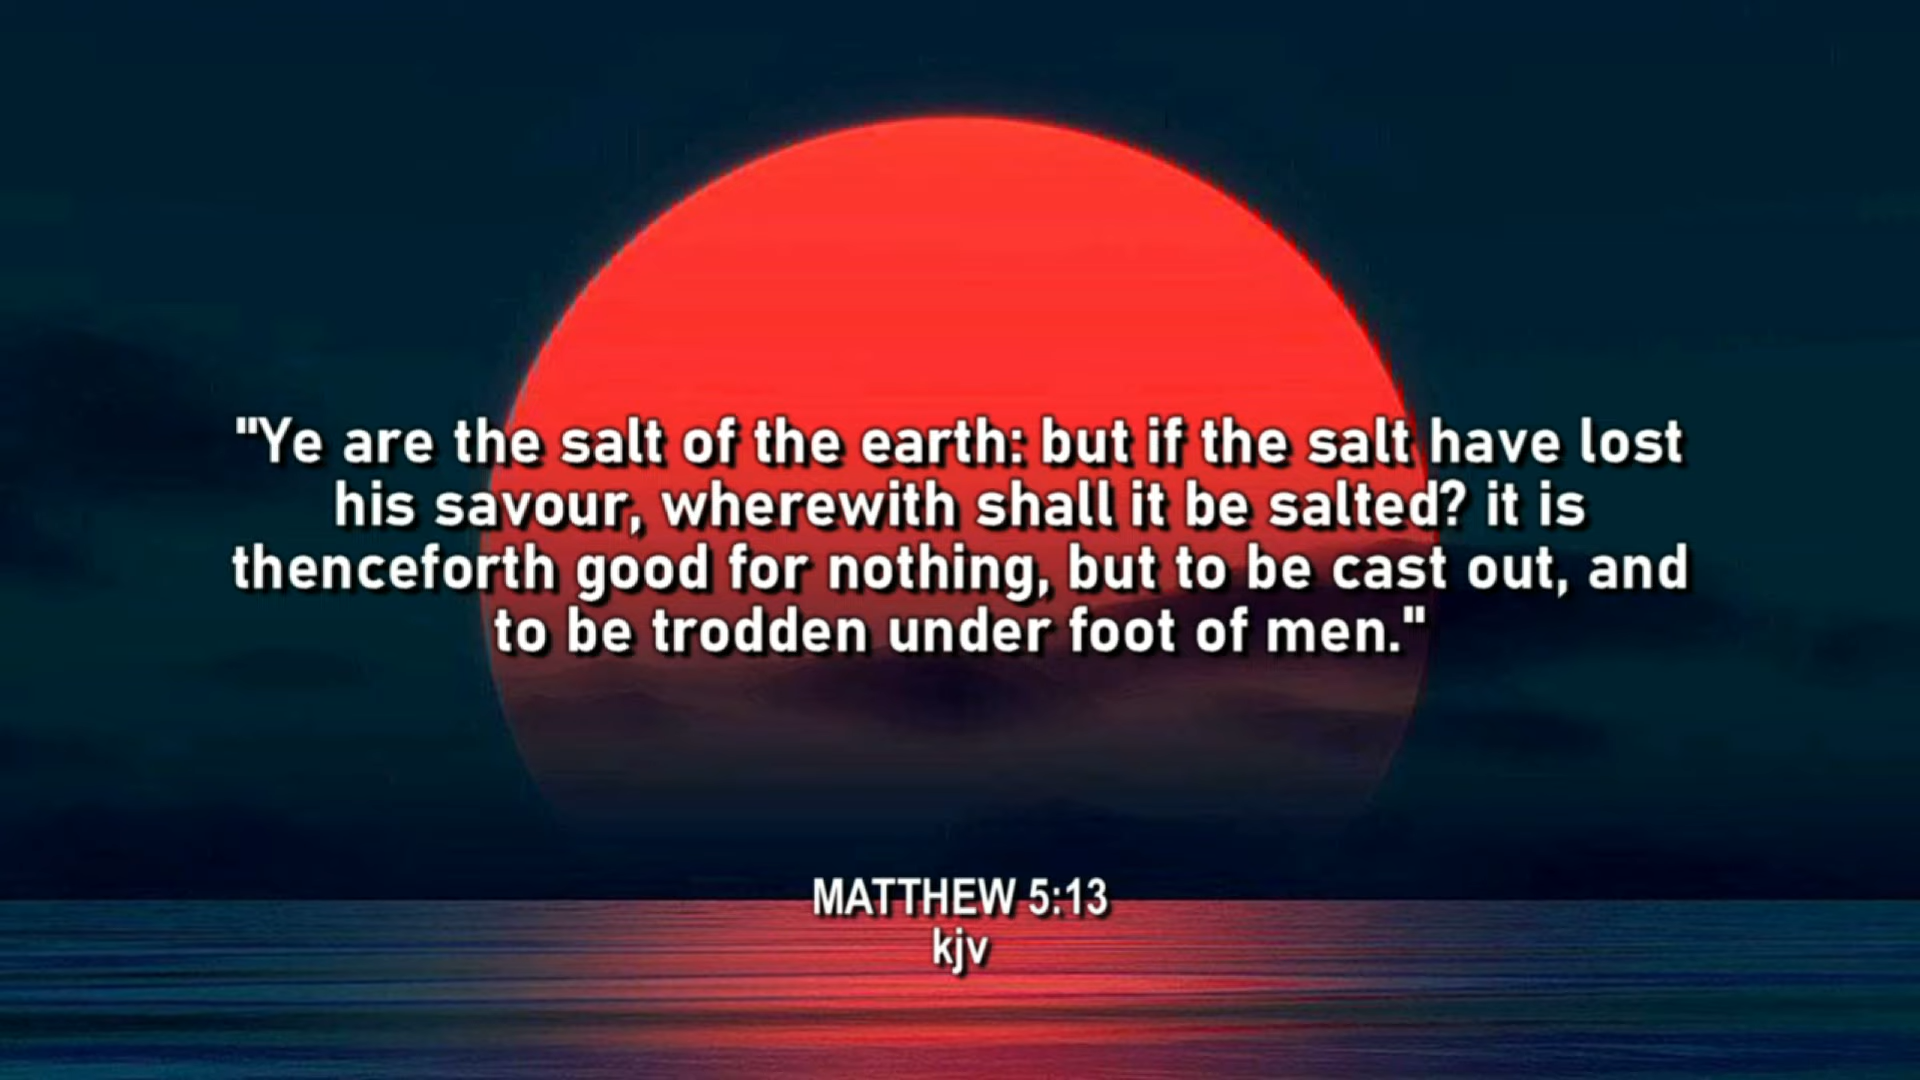 "Ye are the salt of the earth: but if the salt have lost
his savour, wherewith shall it be salted? it is
thenceforth good for nothing, but to be cast out, and
to be trodden under foot of men."
MATTHEW 5:13
kjv